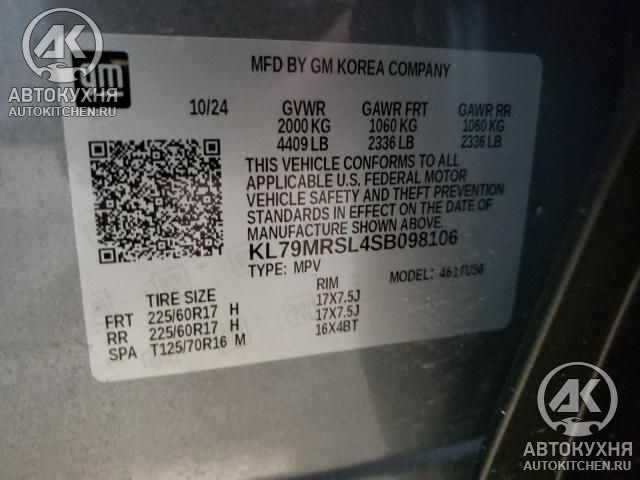 AK
АВТОКУХНЯ
AUTOKITCHEN.RU
gm
MFD BY GM KOREA COMPANY
10/24 GVWR GAWR FRT GAWR RR
2000 KG 1060 KG 1060 KG
4409 LB 2336 LB 2336 LB
THIS VEHICLE CONFORMS TO ALL
APPLICABLE U.S. FEDERAL MOTOR
VEHICLE SAFETY AND THEFT PREVENTION
STANDARDS IN EFFECT ON THE DATE OF
MANUFACTURE SHOWN ABOVE.
KL79MRSL4SB098106
TYPE: MPV MODEL: 461TU56
TIRE SIZE RIM
FRT 225/60R17 H 17X7.5J
RR 225/60R17 H 17X7.5J
SPA T125/70R16 M 16X4BT
AK
АВТОКУХНЯ
AUTOKITCHEN.RU